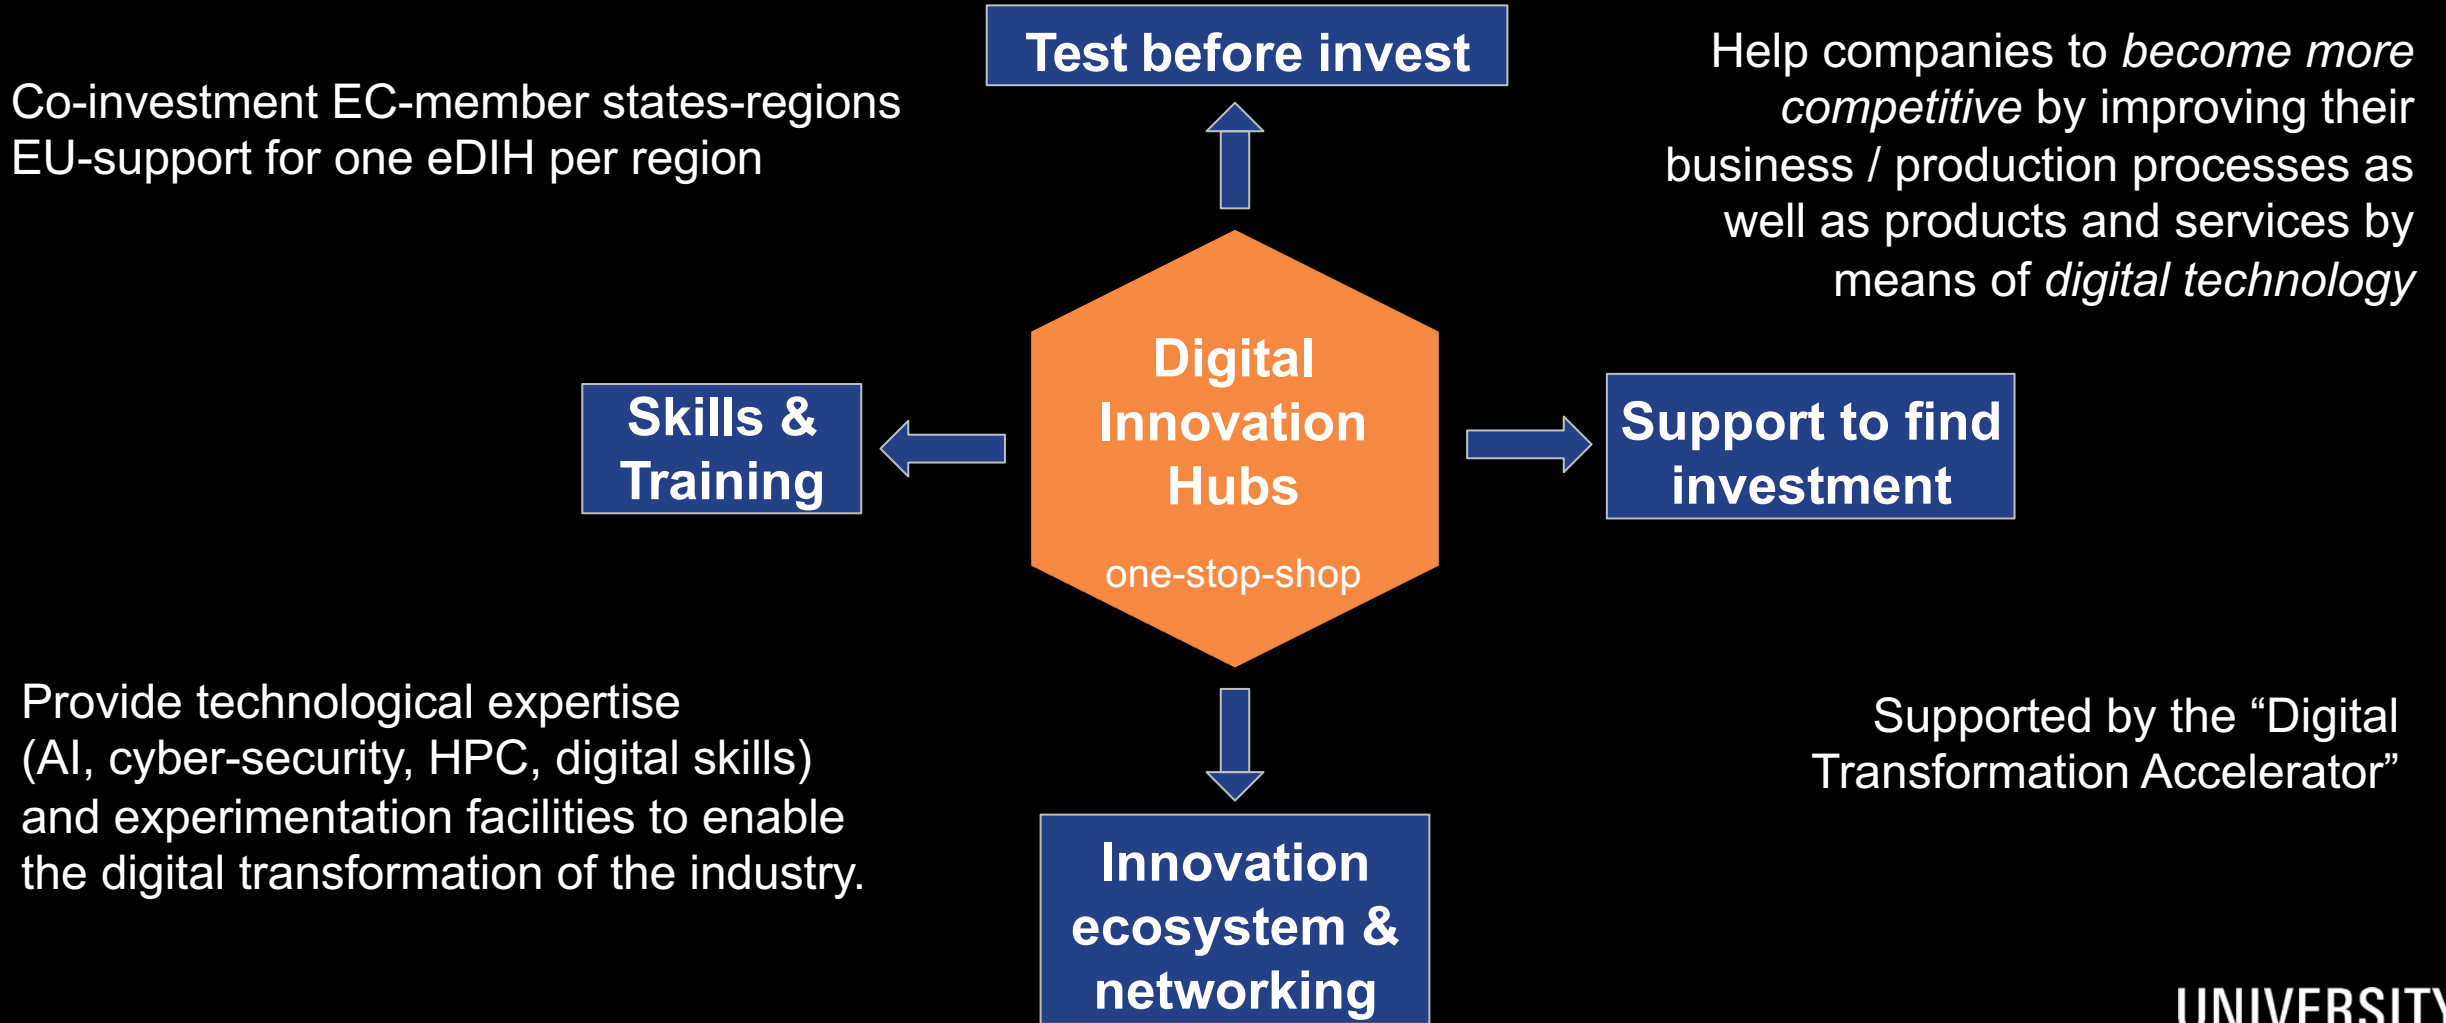 Test before invest
Co-investment EC-member states-regions
EU-support for one eDIH per region
Help companies to become more
competitive by improving their
business / production processes as
well as products and services by
means of digital technology
Skills &
Training
Digital
Innovation
Hubs
one-stop-shop
Support to find
investment
Provide technological expertise
(AI, cyber-security, HPC, digital skills)
and experimentation facilities to enable
the digital transformation of the industry.
Supported by the “Digital
Transformation Accelerator”
Innovation
ecosystem &
networking
UNIVERSITY